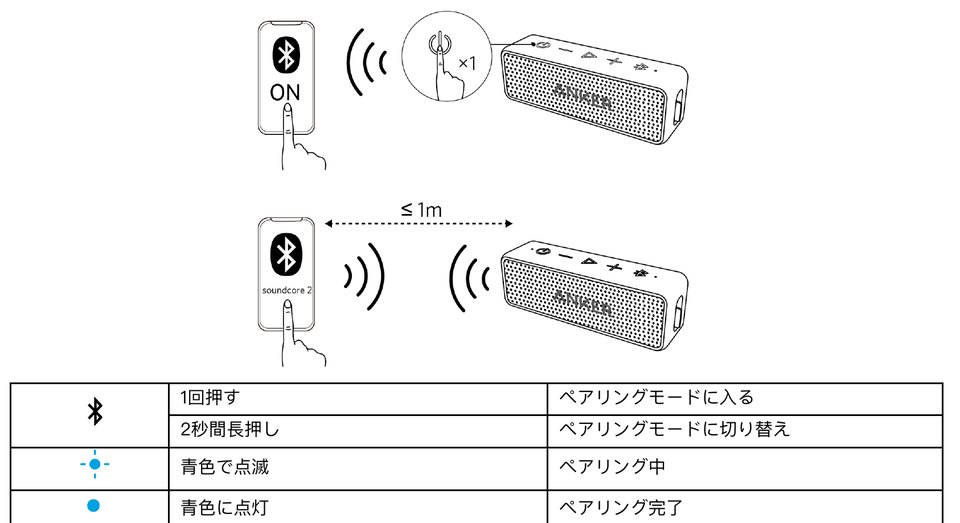 ON
×1
ANKER
≤1m
soundcore 2
ANKER
1回押す
ペアリングモードに入る
2秒間長押し
ペアリングモードに切り替え
青色で点滅
ペアリング中
青色に点灯
ペアリング完了